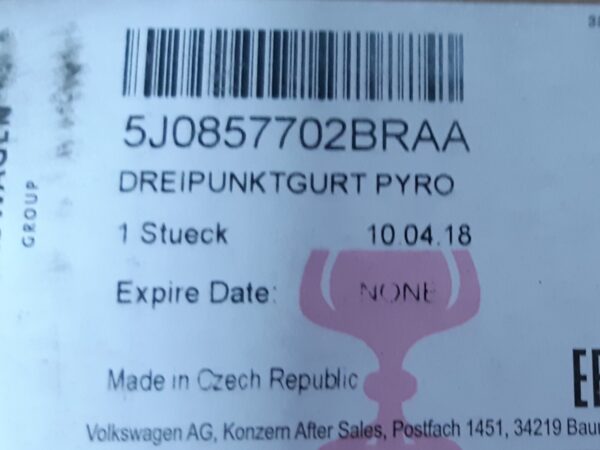 5J0857702BRAA
DREIPUNKTGURT PYRO
1 Stueck 10.04.18
Expire Date: NONE
Made in Czech Republic
Volkswagen AG, Konzern After Sales, Postfach 1451, 34219
GROUP